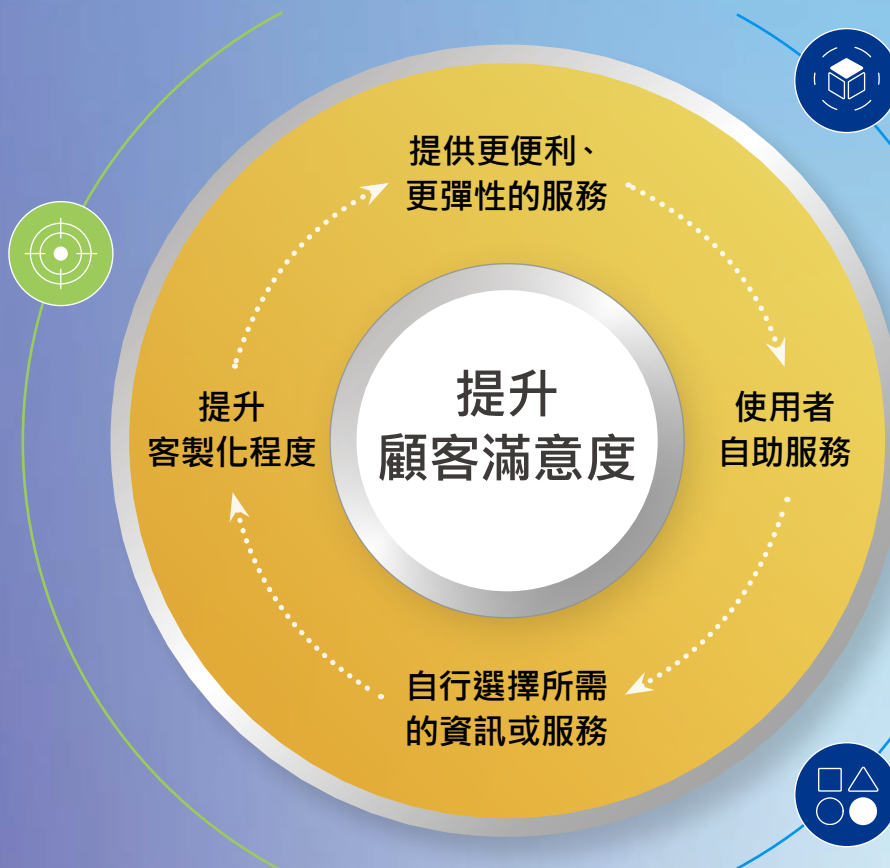 提供更便利、
更彈性的服務
提升
客製化程度
提升
顧客滿意度
使用者
自助服務
自行選擇所需
的資訊或服務